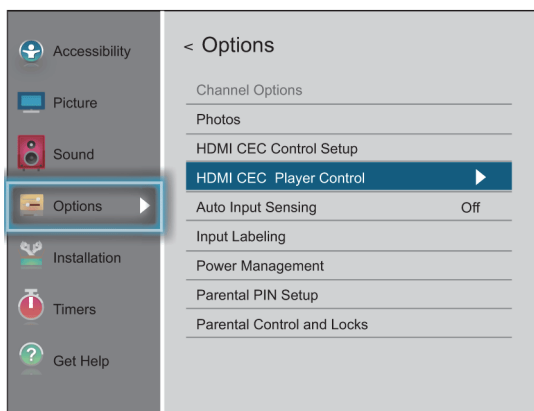 Accessibility
Picture
Sound
Options
Installation
Timers
Get Help
< Options
Channel Options
Photos
HDMI CEC Control Setup
HDMI CEC Player Control
Auto Input Sensing Off
Input Labeling
Power Management
Parental PIN Setup
Parental Control and Locks